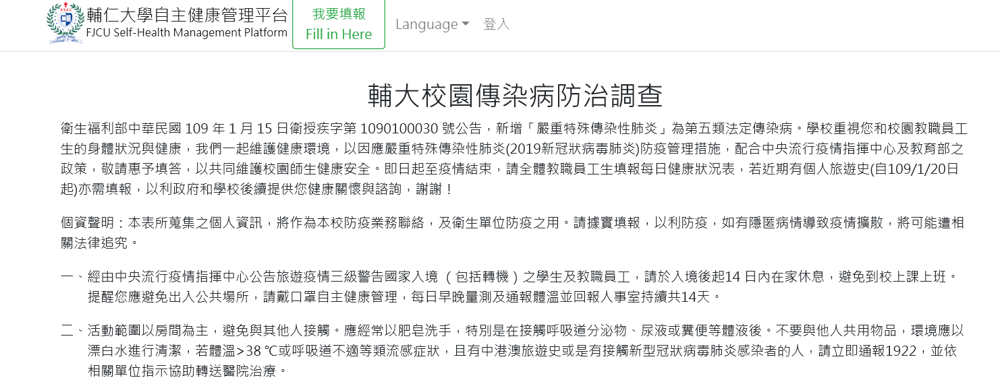 輔仁大學自主健康管理平台
FJCU Self-Health Management Platform
我要填報
Fill in Here
Language
登入
輔大校園傳染病防治調查
衛生福利部中華民國 109 年 1 月 15 日衛授疾字第 1090100030 號公告，新增「嚴重特殊傳染性肺炎」為第五類法定傳染病。學校重視您和校園教職員工
生的身體狀況與健康，我們一起維護健康環境，以因應嚴重特殊傳染性肺炎(2019新冠狀病毒肺炎)防疫管理措施，配合中央流行疫情指揮中心及教育部之
政策，敬請惠予填答，以共同維護校園師生健康安全。即日起至疫情結束，請全體教職員工生填報每日健康狀況表，若近期有個人旅遊史(自109/1/20日
起)亦需填報，以利政府和學校後續提供您健康關懷與諮詢，謝謝！
個資聲明：本表所蒐集之個人資訊，將作為本校防疫業務聯絡，及衛生單位防疫之用。請據實填報，以利防疫，如有隱匿病情導致疫情擴散，將可能遭相
關法律追究。
一、經由中央流行疫情指揮中心公告旅遊疫情三級警告國家入境 （包括轉機）之學生及教職員工，請於入境後起14 日內在家休息，避免到校上課上班。
提醒您應避免出入公共場所，請戴口罩自主健康管理，每日早晚量測及通報體溫並回報人事室持續共14天。
二、活動範圍以房間為主，避免與其他人接觸。應經常以肥皂洗手，特別是在接觸呼吸道分泌物、尿液或糞便等體液後。不要與他人共用物品，環境應以
漂白水進行清潔，若體溫>38 ℃或呼吸道不適等類流感症狀，且有中港澳旅遊史或是有接觸新型冠狀病毒肺炎感染者的人，請立即通報1922，並依
相關單位指示協助轉送醫院治療。